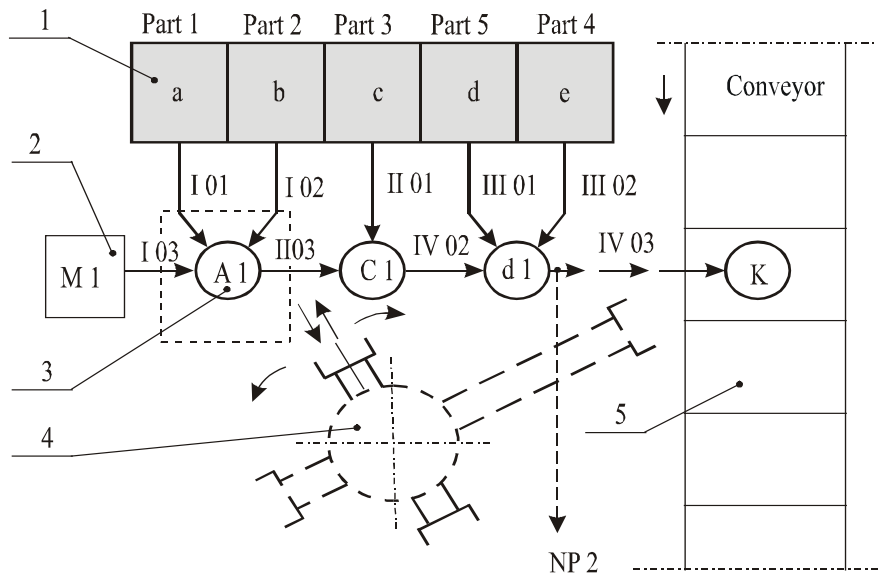 1 Part 1 Part 2 Part 3 Part 5 Part 4
a b c d e Conveyor
2
I 01 I 02 II 01 III 01 III 02
M 1 I 03 A 1 II03 C 1 IV 02 d 1 IV 03 K
3
4 5
NP 2